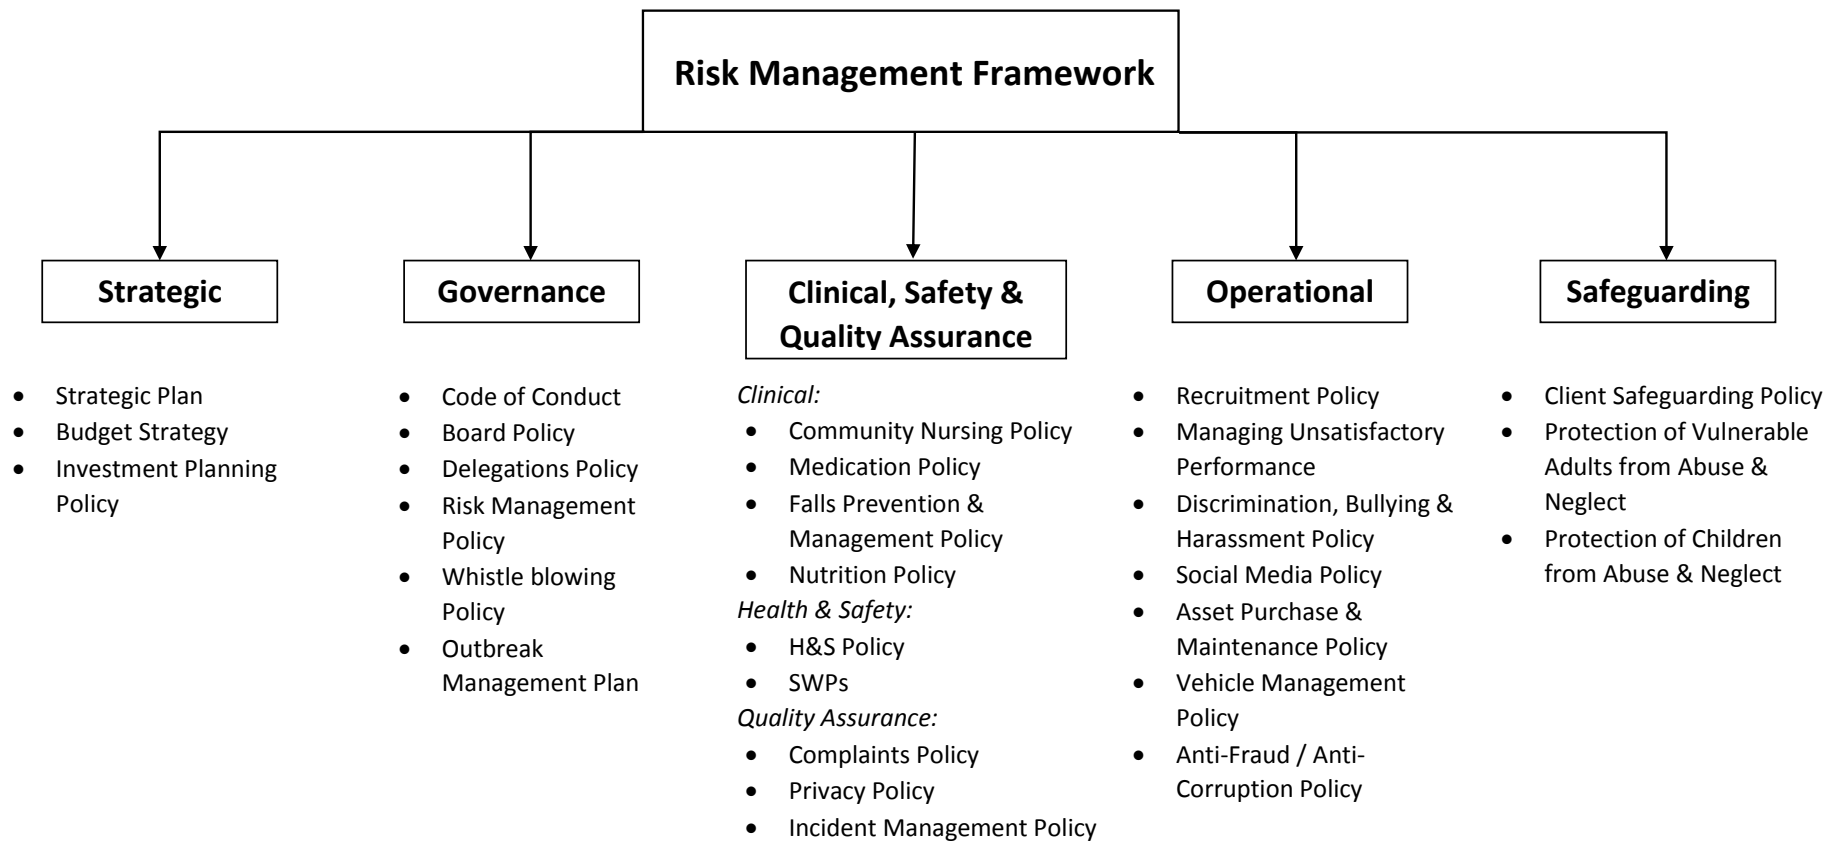 Risk Management Framework
Strategic
Governance
Clinical, Safety &
Quality Assurance
Operational
Safeguarding
• Strategic Plan
• Budget Strategy
• Investment Planning
Policy
• Code of Conduct
• Board Policy
• Delegations Policy
• Risk Management
Policy
• Whistle blowing
Policy
• Outbreak
Management Plan
Clinical:
• Community Nursing Policy
• Medication Policy
• Falls Prevention &
Management Policy
• Nutrition Policy
Health & Safety:
• H&S Policy
• SWPs
Quality Assurance:
• Complaints Policy
• Privacy Policy
• Incident Management Policy
• Recruitment Policy
• Managing Unsatisfactory
Performance
• Discrimination, Bullying &
Harassment Policy
• Social Media Policy
• Asset Purchase &
Maintenance Policy
• Vehicle Management
Policy
• Anti-Fraud / Anti-
Corruption Policy
• Client Safeguarding Policy
• Protection of Vulnerable
Adults from Abuse &
Neglect
• Protection of Children
from Abuse & Neglect